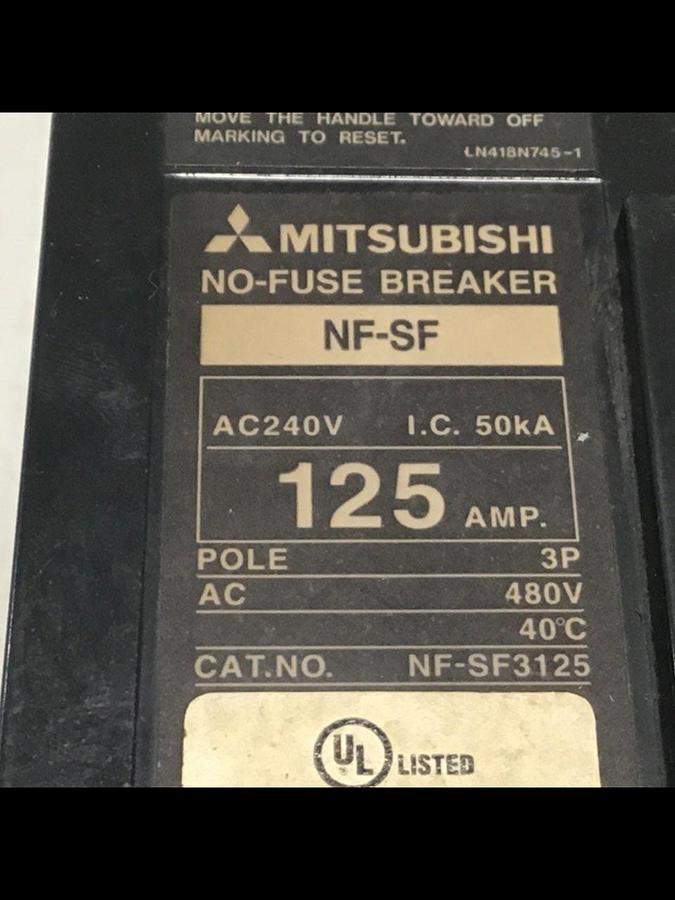 MOVE THE HANDLE TOWARD OFF
MARKING TO RESET.
LN418N745-1
MITSUBISHI
NO-FUSE BREAKER
NF-SF
AC240V I.C. 50kA
125 AMP.
POLE 3P
AC 480V
40°C
CAT.NO. NF-SF3125
UL LISTED